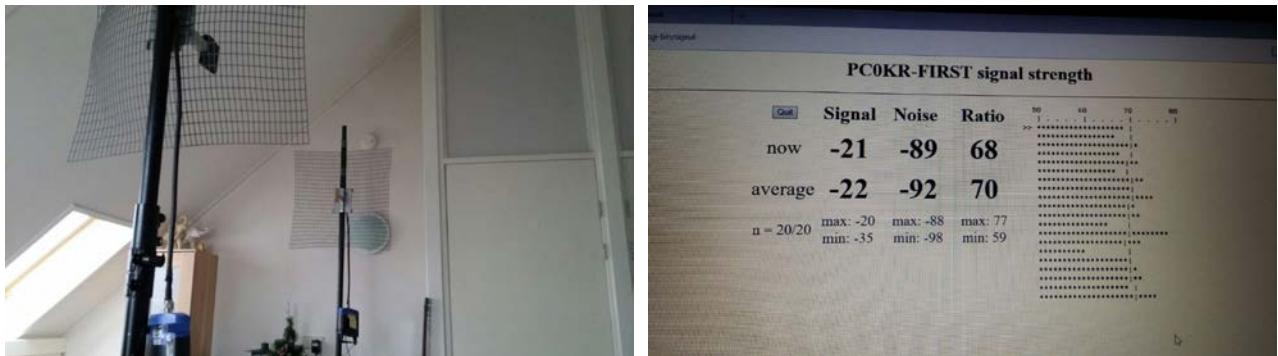 PC0KR-FIRST signal strength
Quit
Signal Noise Ratio
50 60 70 80
>>
now -21 -89 68
average -22 -92 70
n = 20/20
max: -20 max: -88 max: 77
min: -35 min: -98 min: 59